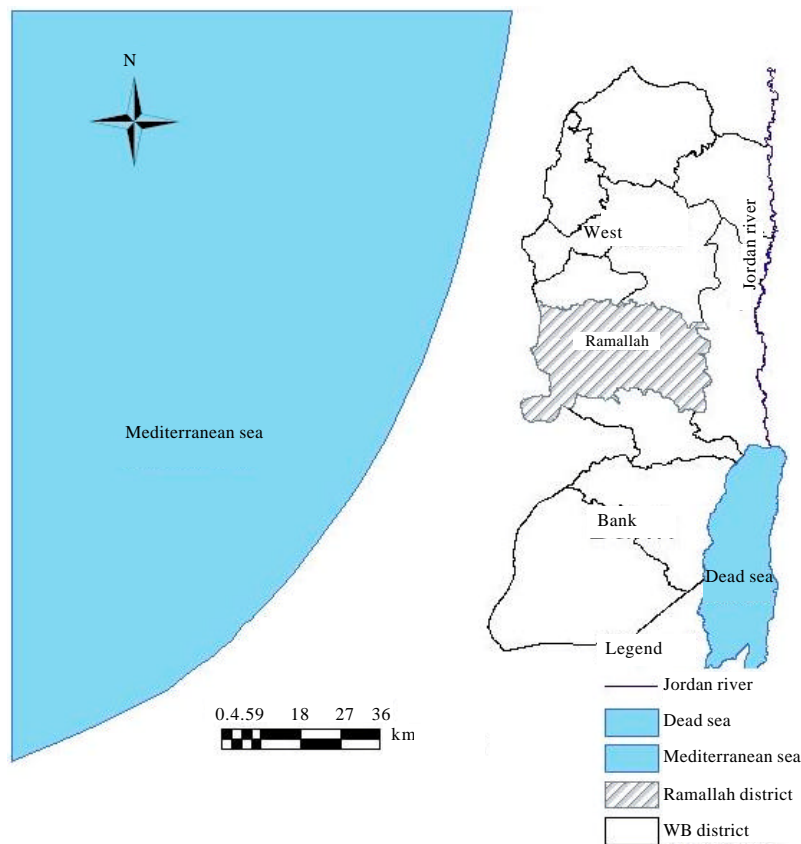 N
West
Jordan river
Ramallah
Mediterranean sea
Bank
Dead sea
Legend
Jordan river
0.4.59 18 27 36
km
Dead sea
Mediterranean sea
Ramallah district
WB district